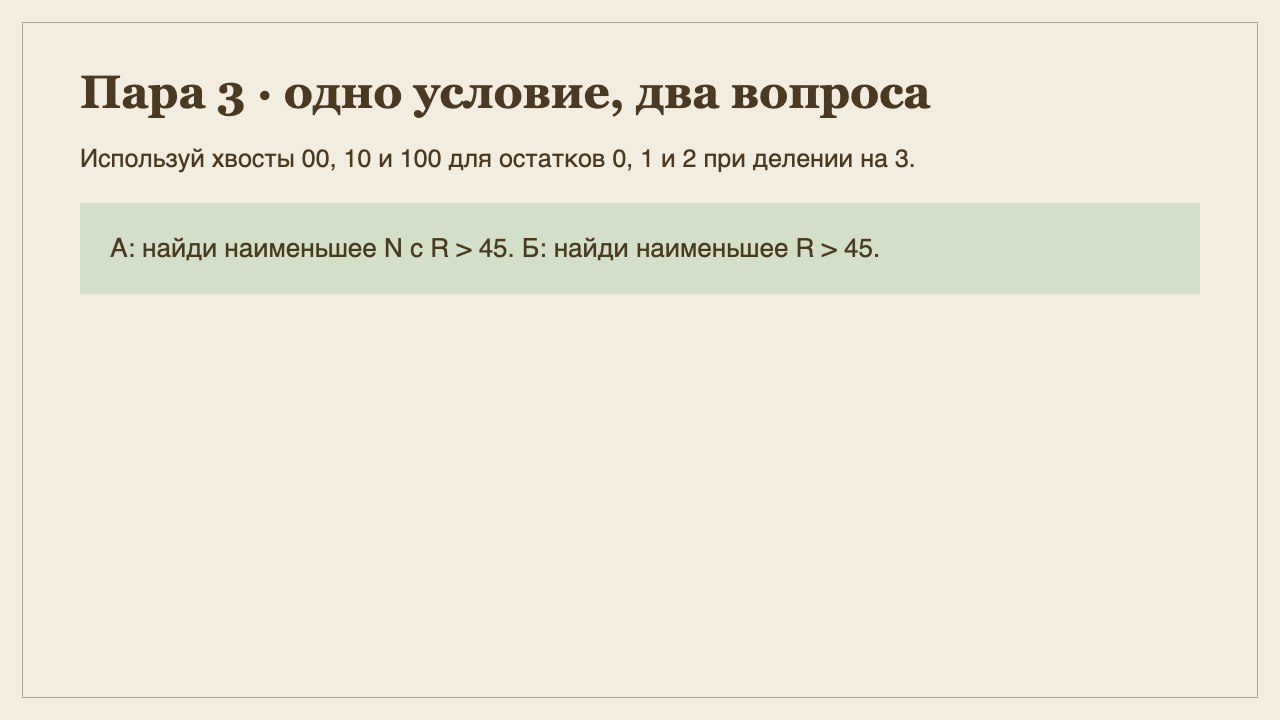 Пара 3 · одно условие, два вопроса
Используй хвосты 00, 10 и 100 для остатков 0, 1 и 2 при делении на 3.
А: найди наименьшее N с R > 45. Б: найди наименьшее R > 45.